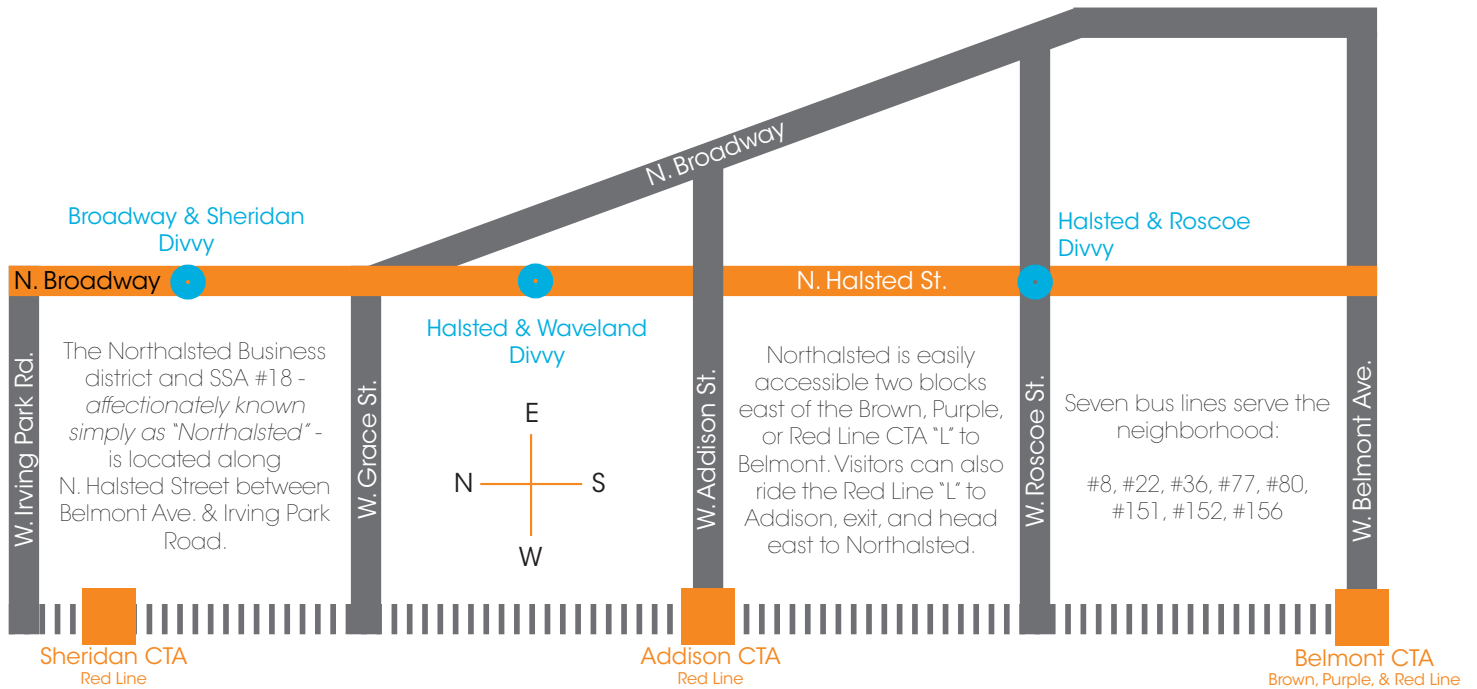 N. Broadway
Broadway & Sheridan
Divvy
Halsted & Roscoe
Divvy
N. Broadway
N. Halsted St.
Halsted & Waveland
Divvy
W. Irving Park Rd.
The Northalsted Business
district and SSA #18 -
affectionately known
simply as "Northalsted" -
is located along
N. Halsted Street between
Belmont Ave. & Irving Park
Road.
W. Grace St.
E
N
S
W
W. Addison St.
Northalsted is easily
accessible two blocks
east of the Brown, Purple,
or Red Line CTA "L" to
Belmont. Visitors can also
ride the Red Line "L" to
Addison, exit, and head
east to Northalsted.
W. Roscoe St.
Seven bus lines serve the
neighborhood:
#8, #22, #36, #77, #80,
#151, #152, #156
W. Belmont Ave.
Sheridan CTA
Red Line
Addison CTA
Red Line
Belmont CTA
Brown, Purple, & Red Line